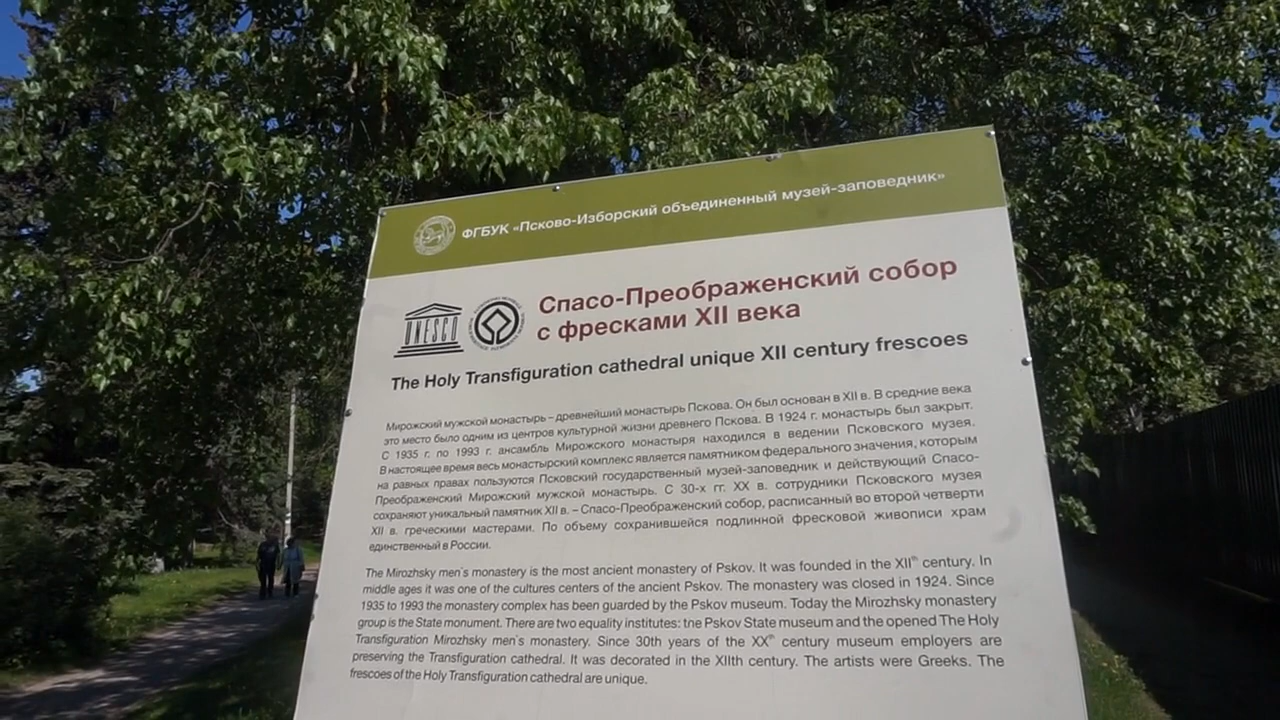 ФГБУК «Псково-Изборский объединенный музей-заповедник»
UNESCO
Спасо-Преображенский собор
с фресками XII века
The Holy Transfiguration cathedral unique XII century frescoes
Мирожский мужской монастырь – древнейший монастырь Пскова. Он был основан в XII в. В средние века
это место было одним из центров культурной жизни древнего Пскова. В 1924 г. монастырь был закрыт.
С 1935 г. по 1993 г. ансамбль Мирожского монастыря находился в ведении Псковского музея.
В настоящее время весь монастырский комплекс является памятником федерального значения, которым
на равных правах пользуются Псковский государственный музей-заповедник и действующий Спасо-
Преображенский Мирожский мужской монастырь. С 30-х гг. XX в. сотрудники Псковского музея
сохраняют уникальный памятник XII в. – Спасо-Преображенский собор, расписанный во второй четверти
XII в. греческими мастерами. По объему сохранившейся подлинной фресковой живописи храм
единственный в России.
The Mirozhsky men's monastery is the most ancient monastery of Pskov. It was founded in the XIIth century. In
middle ages it was one of the cultures centers of the ancient Pskov. The monastery was closed in 1924. Since
1935 to 1993 the monastery complex has been guarded by the Pskov museum. Today the Mirozhsky monastery
group is the State monument. There are two equality institutes: tne Pskov State museum and the opened The Holy
Transfiguration Mirozhsky men's monastery. Since 30th years of the XXth century museum employers are
preserving the Transfiguration cathedral. It was decorated in the XIIth century. The artists were Greeks. The
frescoes of the Holy Transfiguration cathedral are unique.